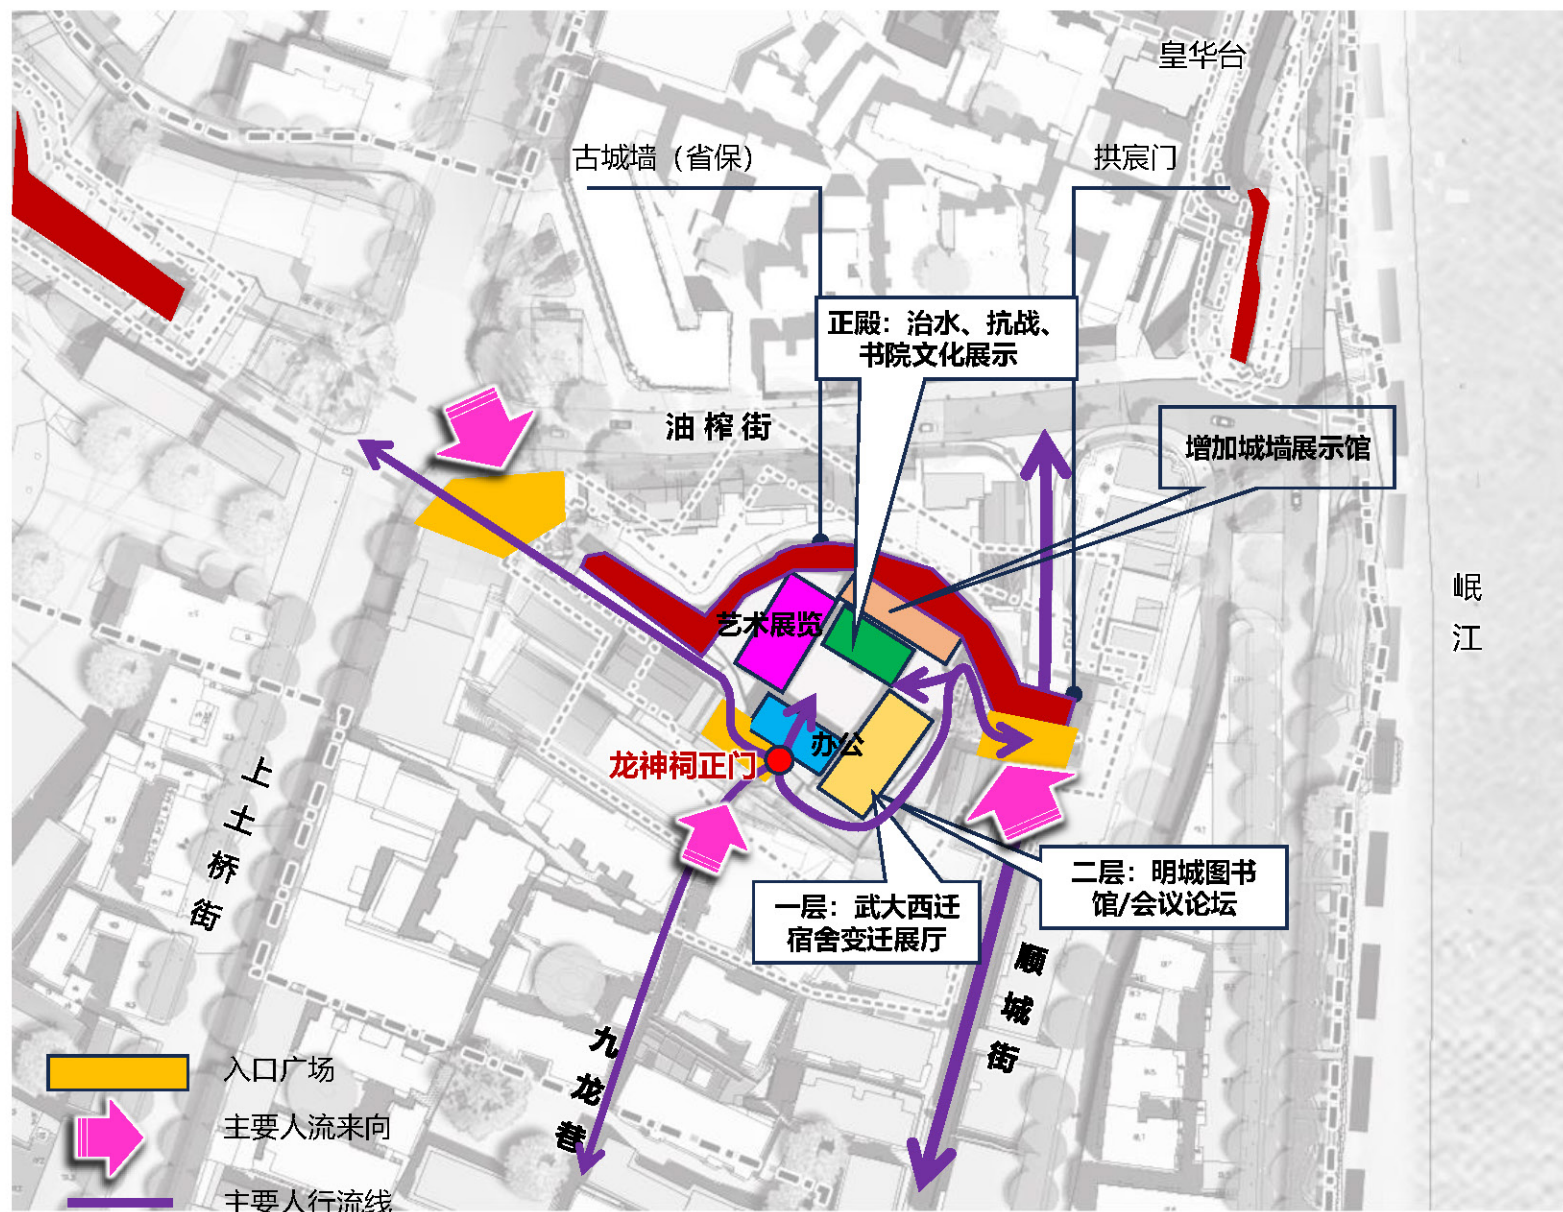 皇华台
古城墙（省保）
拱宸门
正殿：治水、抗战、
书院文化展示
油榨街
增加城墙展示馆
岷江
艺术展览
办公
龙神祠正门
上土桥街
一层：武大西迁
宿舍变迁展厅
二层：明城图书
馆/会议论坛
顺城街
九龙巷
入口广场
主要人流来向
主要人行流线